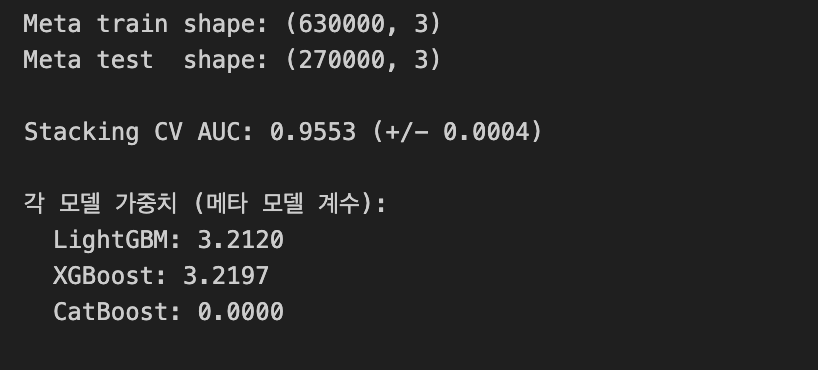 Meta train shape: (630000, 3)
Meta test  shape: (270000, 3)
Stacking CV AUC: 0.9553 (+/- 0.0004)
각 모델 가중치 (메타 모델 계수):
LightGBM: 3.2120
XGBoost: 3.2197
CatBoost: 0.0000